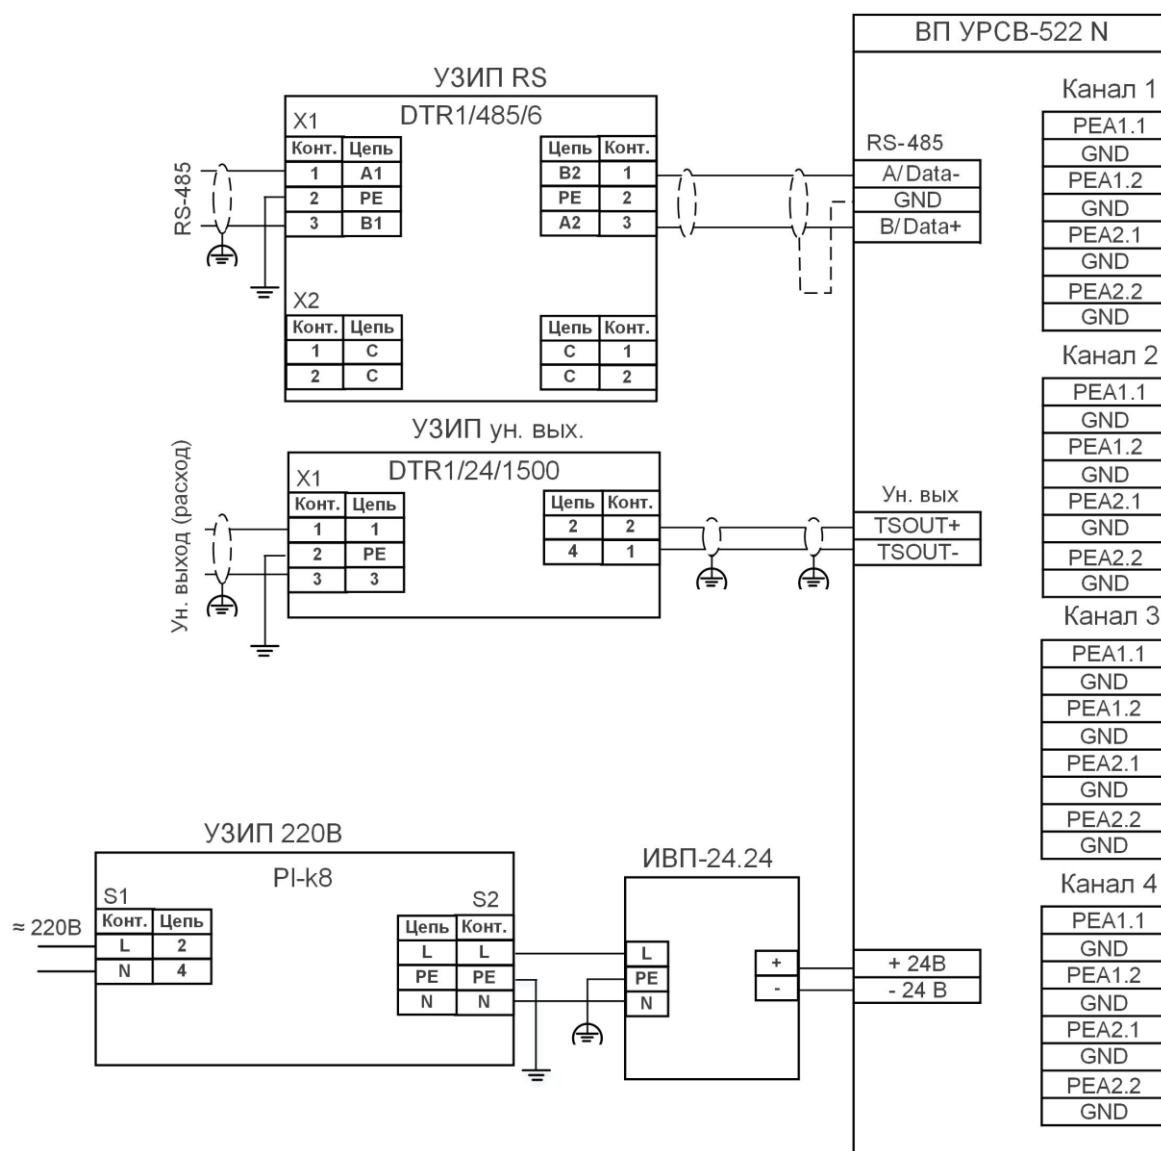 ВП УРСВ-522 N
УЗИП RS
DTR1/485/6
X1
Конт. Цепь
1 A1
2 PE
3 B1
Цепь Конт.
B2 1
PE 2
A2 3
RS-485
X2
Конт. Цепь
1 C
2 C
Цепь Конт.
C 1
C 2
RS-485
A/Data-
GND
B/Data+
УЗИП ун. вых.
DTR1/24/1500
X1
Конт. Цепь
1 1
2 PE
3 3
Цепь Конт.
2 2
4 1
Ун. выход (расход)
Ун. вых
TSOUT+
TSOUT-
УЗИП 220В
PI-k8
S1
Конт. Цепь
L 2
N 4
≈ 220В
S2
Цепь Конт.
L L
PE PE
N N
ИВП-24.24
L
PE
N
+
-
+ 24В
- 24 В
Канал 1
PEA1.1
GND
PEA1.2
GND
PEA2.1
GND
PEA2.2
GND
Канал 2
PEA1.1
GND
PEA1.2
GND
PEA2.1
GND
PEA2.2
GND
Канал 3
PEA1.1
GND
PEA1.2
GND
PEA2.1
GND
PEA2.2
GND
Канал 4
PEA1.1
GND
PEA1.2
GND
PEA2.1
GND
PEA2.2
GND